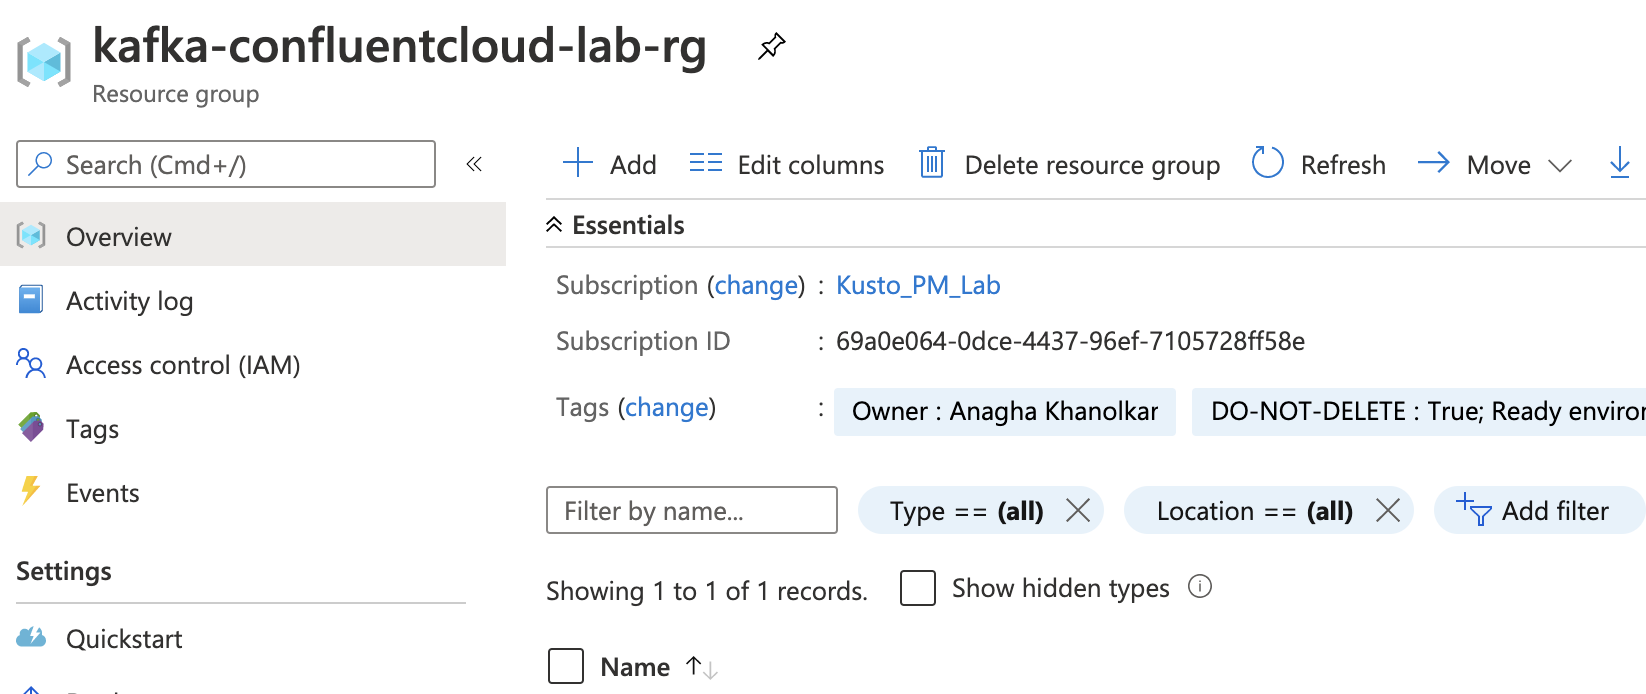 kafka-confluentcloud-lab-rg
Resource group
Search (Cmd+/)
«
Add
Edit columns
Delete resource group
Refresh
Move
Essentials
Overview
Activity log
Access control (IAM)
Tags
Events
Settings
Quickstart
Subscription (change) : Kusto_PM_Lab
Subscription ID : 69a0e064-0dce-4437-96ef-7105728ff58e
Tags (change) : Owner : Anagha Khanolkar DO-NOT-DELETE : True; Ready
Filter by name...
Type == (all)
Location == (all)
Add filter
Showing 1 to 1 of 1 records.
Show hidden types
Name ↑↓